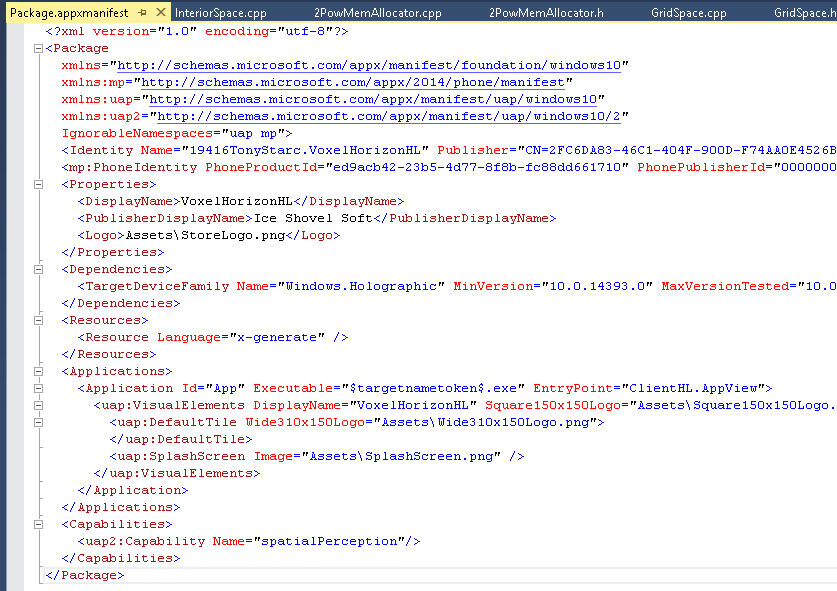 Package.appxmanifest InteriorSpace.cpp 2PowMemAllocator.cpp 2PowMemAllocator.h GridSpace.cpp GridSpace.h
<?xml version="1.0" encoding="utf-8"?>
<Package
xmlns="http://schemas.microsoft.com/appx/manifest/foundation/windows10"
xmlns:mp="http://schemas.microsoft.com/appx/2014/phone/manifest"
xmlns:uap="http://schemas.microsoft.com/appx/manifest/uap/windows10"
xmlns:uap2="http://schemas.microsoft.com/appx/manifest/uap/windows10/2"
IgnorableNamespaces="uap mp">
<Identity Name="19416TonyStarc.VoxelHorizonHL" Publisher="CN=2FC6DA83-46C1-404F-900D-F74AA0E4526B
<mp:PhoneIdentity PhoneProductId="ed9acb42-23b5-4d77-8f8b-fc88dd661710" PhonePublisherId="0000000
<Properties>
<DisplayName>VoxelHorizonHL</DisplayName>
<PublisherDisplayName>Ice Shovel Soft</PublisherDisplayName>
<Logo>Assets\StoreLogo.png</Logo>
</Properties>
<Dependencies>
<TargetDeviceFamily Name="Windows.Holographic" MinVersion="10.0.14393.0" MaxVersionTested="10.0
</Dependencies>
<Resources>
<Resource Language="x-generate" />
</Resources>
<Applications>
<Application Id="App" Executable="$targetnametoken$.exe" EntryPoint="ClientHL.AppView">
<uap:VisualElements DisplayName="VoxelHorizonHL" Square150x150Logo="Assets\Square150x150Logo.
<uap:DefaultTile Wide310x150Logo="Assets\Wide310x150Logo.png">
</uap:DefaultTile>
<uap:SplashScreen Image="Assets\SplashScreen.png" />
</uap:VisualElements>
</Application>
</Applications>
<Capabilities>
<uap2:Capability Name="spatialPerception"/>
</Capabilities>
</Package>